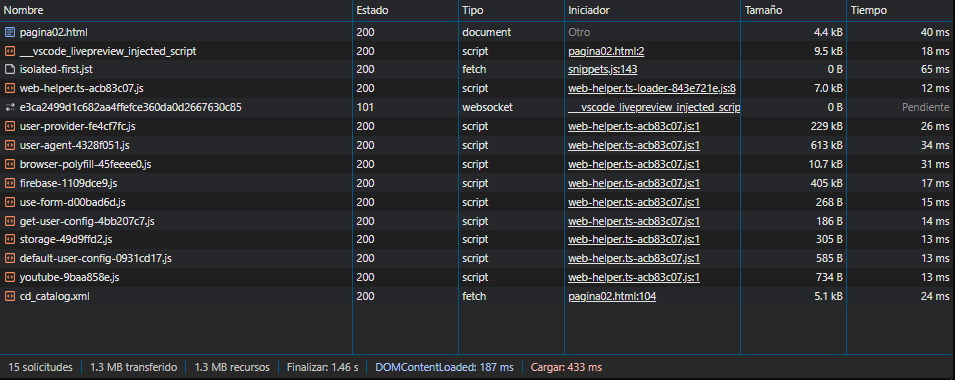 Nombre Estado Tipo Iniciador Tamaño Tiempo
pagina02.html 200 document Otro 4.4 kB 40 ms
__vscode_livepreview_injected_script 200 script pagina02.html:2 9.5 kB 18 ms
isolated-first.jst 200 fetch snippets.js:143 0 B 65 ms
web-helper.ts-acb83c07.js 200 script web-helper.ts-loader-843e721e.js:8 7.0 kB 12 ms
e3ca2499d1c682aa4ffefce360da0d2667630c85 101 websocket __vscode_livepreview_injected_scrip 0 B Pendiente
user-provider-fe4cf7fc.js 200 script web-helper.ts-acb83c07.js:1 229 kB 26 ms
user-agent-4328f051.js 200 script web-helper.ts-acb83c07.js:1 613 kB 34 ms
browser-polyfill-45feeee0.js 200 script web-helper.ts-acb83c07.js:1 10.7 kB 31 ms
firebase-1109dce9.js 200 script web-helper.ts-acb83c07.js:1 405 kB 17 ms
use-form-d00bad6d.js 200 script web-helper.ts-acb83c07.js:1 268 B 15 ms
get-user-config-4bb207c7.js 200 script web-helper.ts-acb83c07.js:1 186 B 14 ms
storage-49d9ffd2.js 200 script web-helper.ts-acb83c07.js:1 305 B 13 ms
default-user-config-0931cd17.js 200 script web-helper.ts-acb83c07.js:1 585 B 13 ms
youtube-9baa858e.js 200 script web-helper.ts-acb83c07.js:1 734 B 13 ms
cd_catalog.xml 200 fetch pagina02.html:104 5.1 kB 24 ms
15 solicitudes 1.3 MB transferido 1.3 MB recursos Finalizar: 1.46 s DOMContentLoaded: 187 ms Cargar: 433 ms